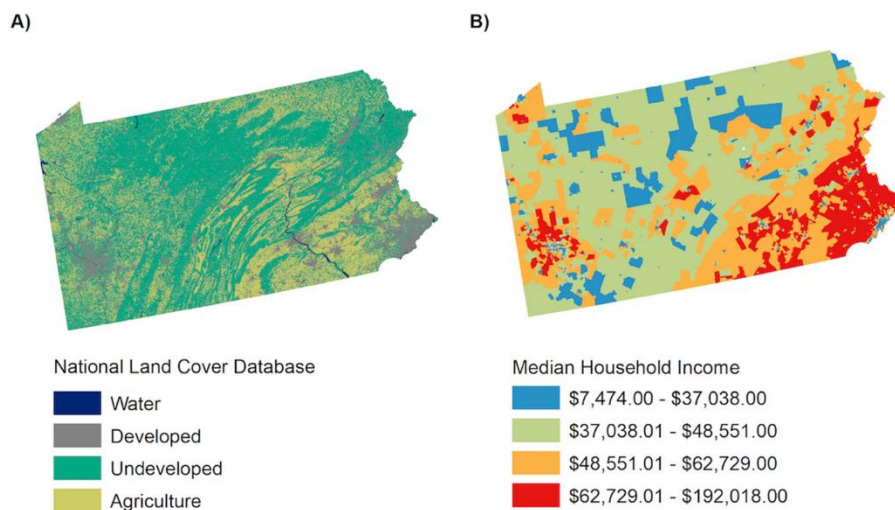 A)
B)
National Land Cover Database
Water
Developed
Undeveloped
Agriculture
Median Household Income
$7,474.00 - $37,038.00
$37,038.01 - $48,551.00
$48,551.01 - $62,729.00
$62,729.01 - $192,018.00